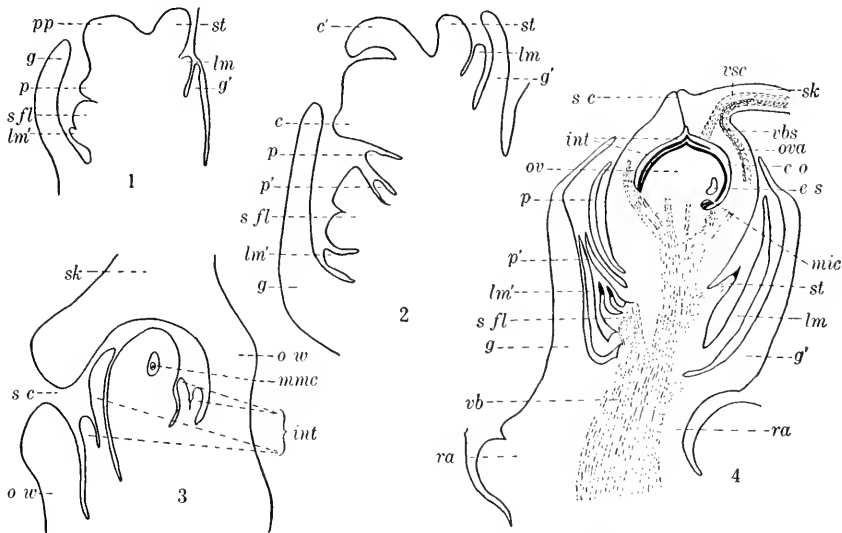 pp
st
g
lm
p
g'
s fl
lm'
1
c'
st
lm
g'
c
p
p'
s fl
lm'
g
2
sk
o w
mmc
s c
int
o w
3
vsc
s c
sk
int
vbs
ova
ov
c o
p
e s
p'
mic
lm'
st
s fl
lm
g
g'
vb
ra
ra
4